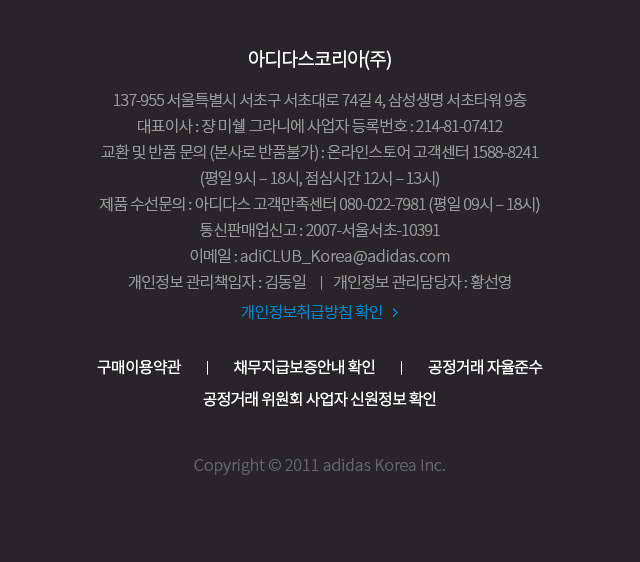 아디다스코리아(주)
137-955 서울특별시 서초구 서초대로 74길 4, 삼성생명 서초타워 9층
대표이사 : 쟝 미쉘 그라니에 사업자 등록번호 : 214-81-07412
교환 및 반품 문의 (본사로 반품불가) : 온라인스토어 고객센터 1588-8241
(평일 9시 – 18시, 점심시간 12시 – 13시)
제품 수선문의 : 아디다스 고객만족센터 080-022-7981 (평일 09시 – 18시)
통신판매업신고 : 2007-서울서초-10391
이메일 : adiCLUB_Korea@adidas.com
개인정보 관리책임자 : 김동일 | 개인정보 관리담당자 : 황선영
개인정보취급방침 확인 >
구매이용약관 | 채무지급보증안내 확인 | 공정거래 자율준수
공정거래 위원회 사업자 신원정보 확인
Copyright © 2011 adidas Korea Inc.